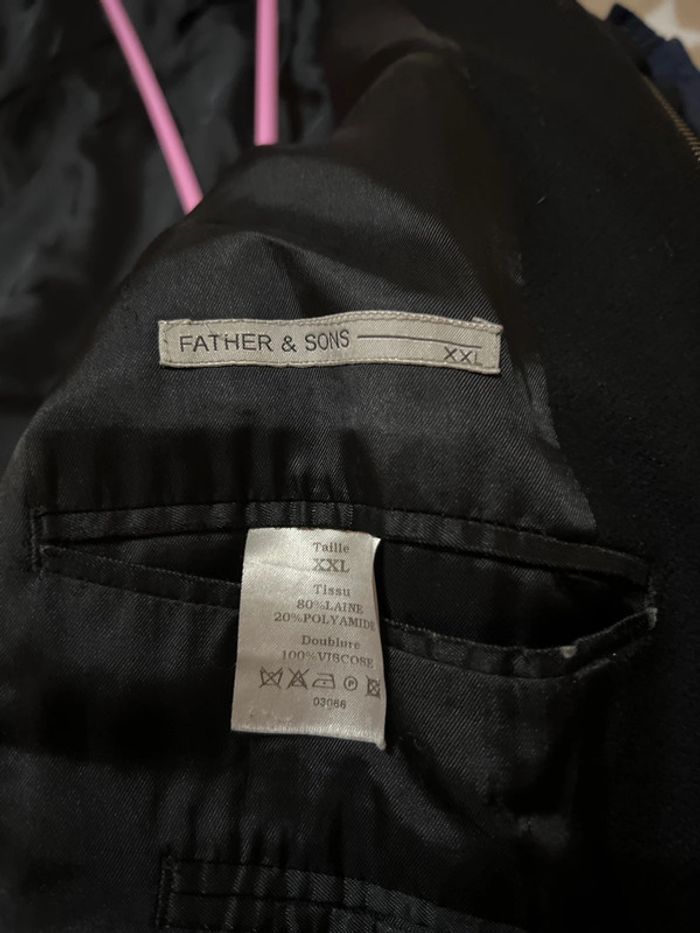 FATHER & SONS
XXL
Taille
XXL
Tissu
80%LAINE
20%POLYAMIDE
Doublure
100%VISCOSE
03066